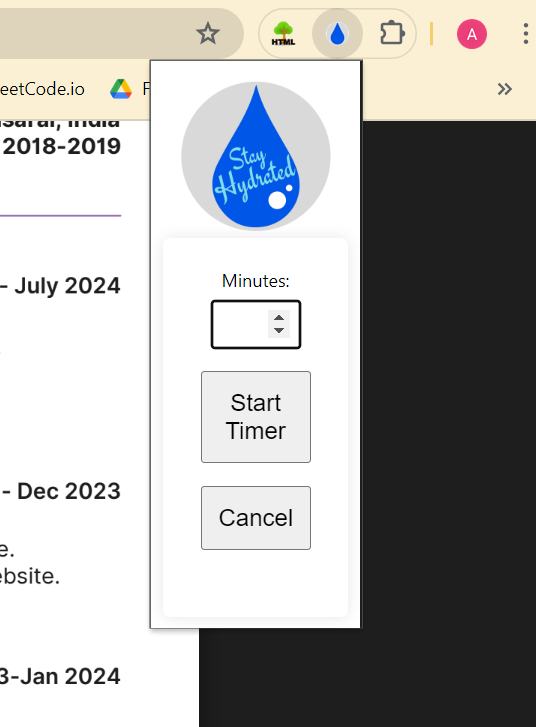 HTML
A
eetCode.io
F
»
India
2018-2019
- July 2024
- Dec 2023
e.
ebsite.
3-Jan 2024
Stay
Hydrated
Minutes:
Start
Timer
Cancel